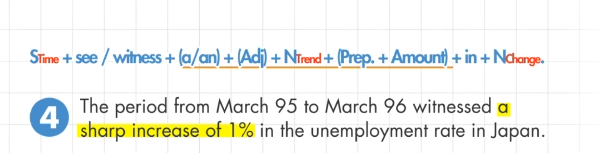 STime + see / witness + (a/an) + (Adj) + NTrend + (Prep. + Amount) + in + NChange.
4 The period from March 95 to March 96 witnessed a
sharp increase of 1% in the unemployment rate in Japan.